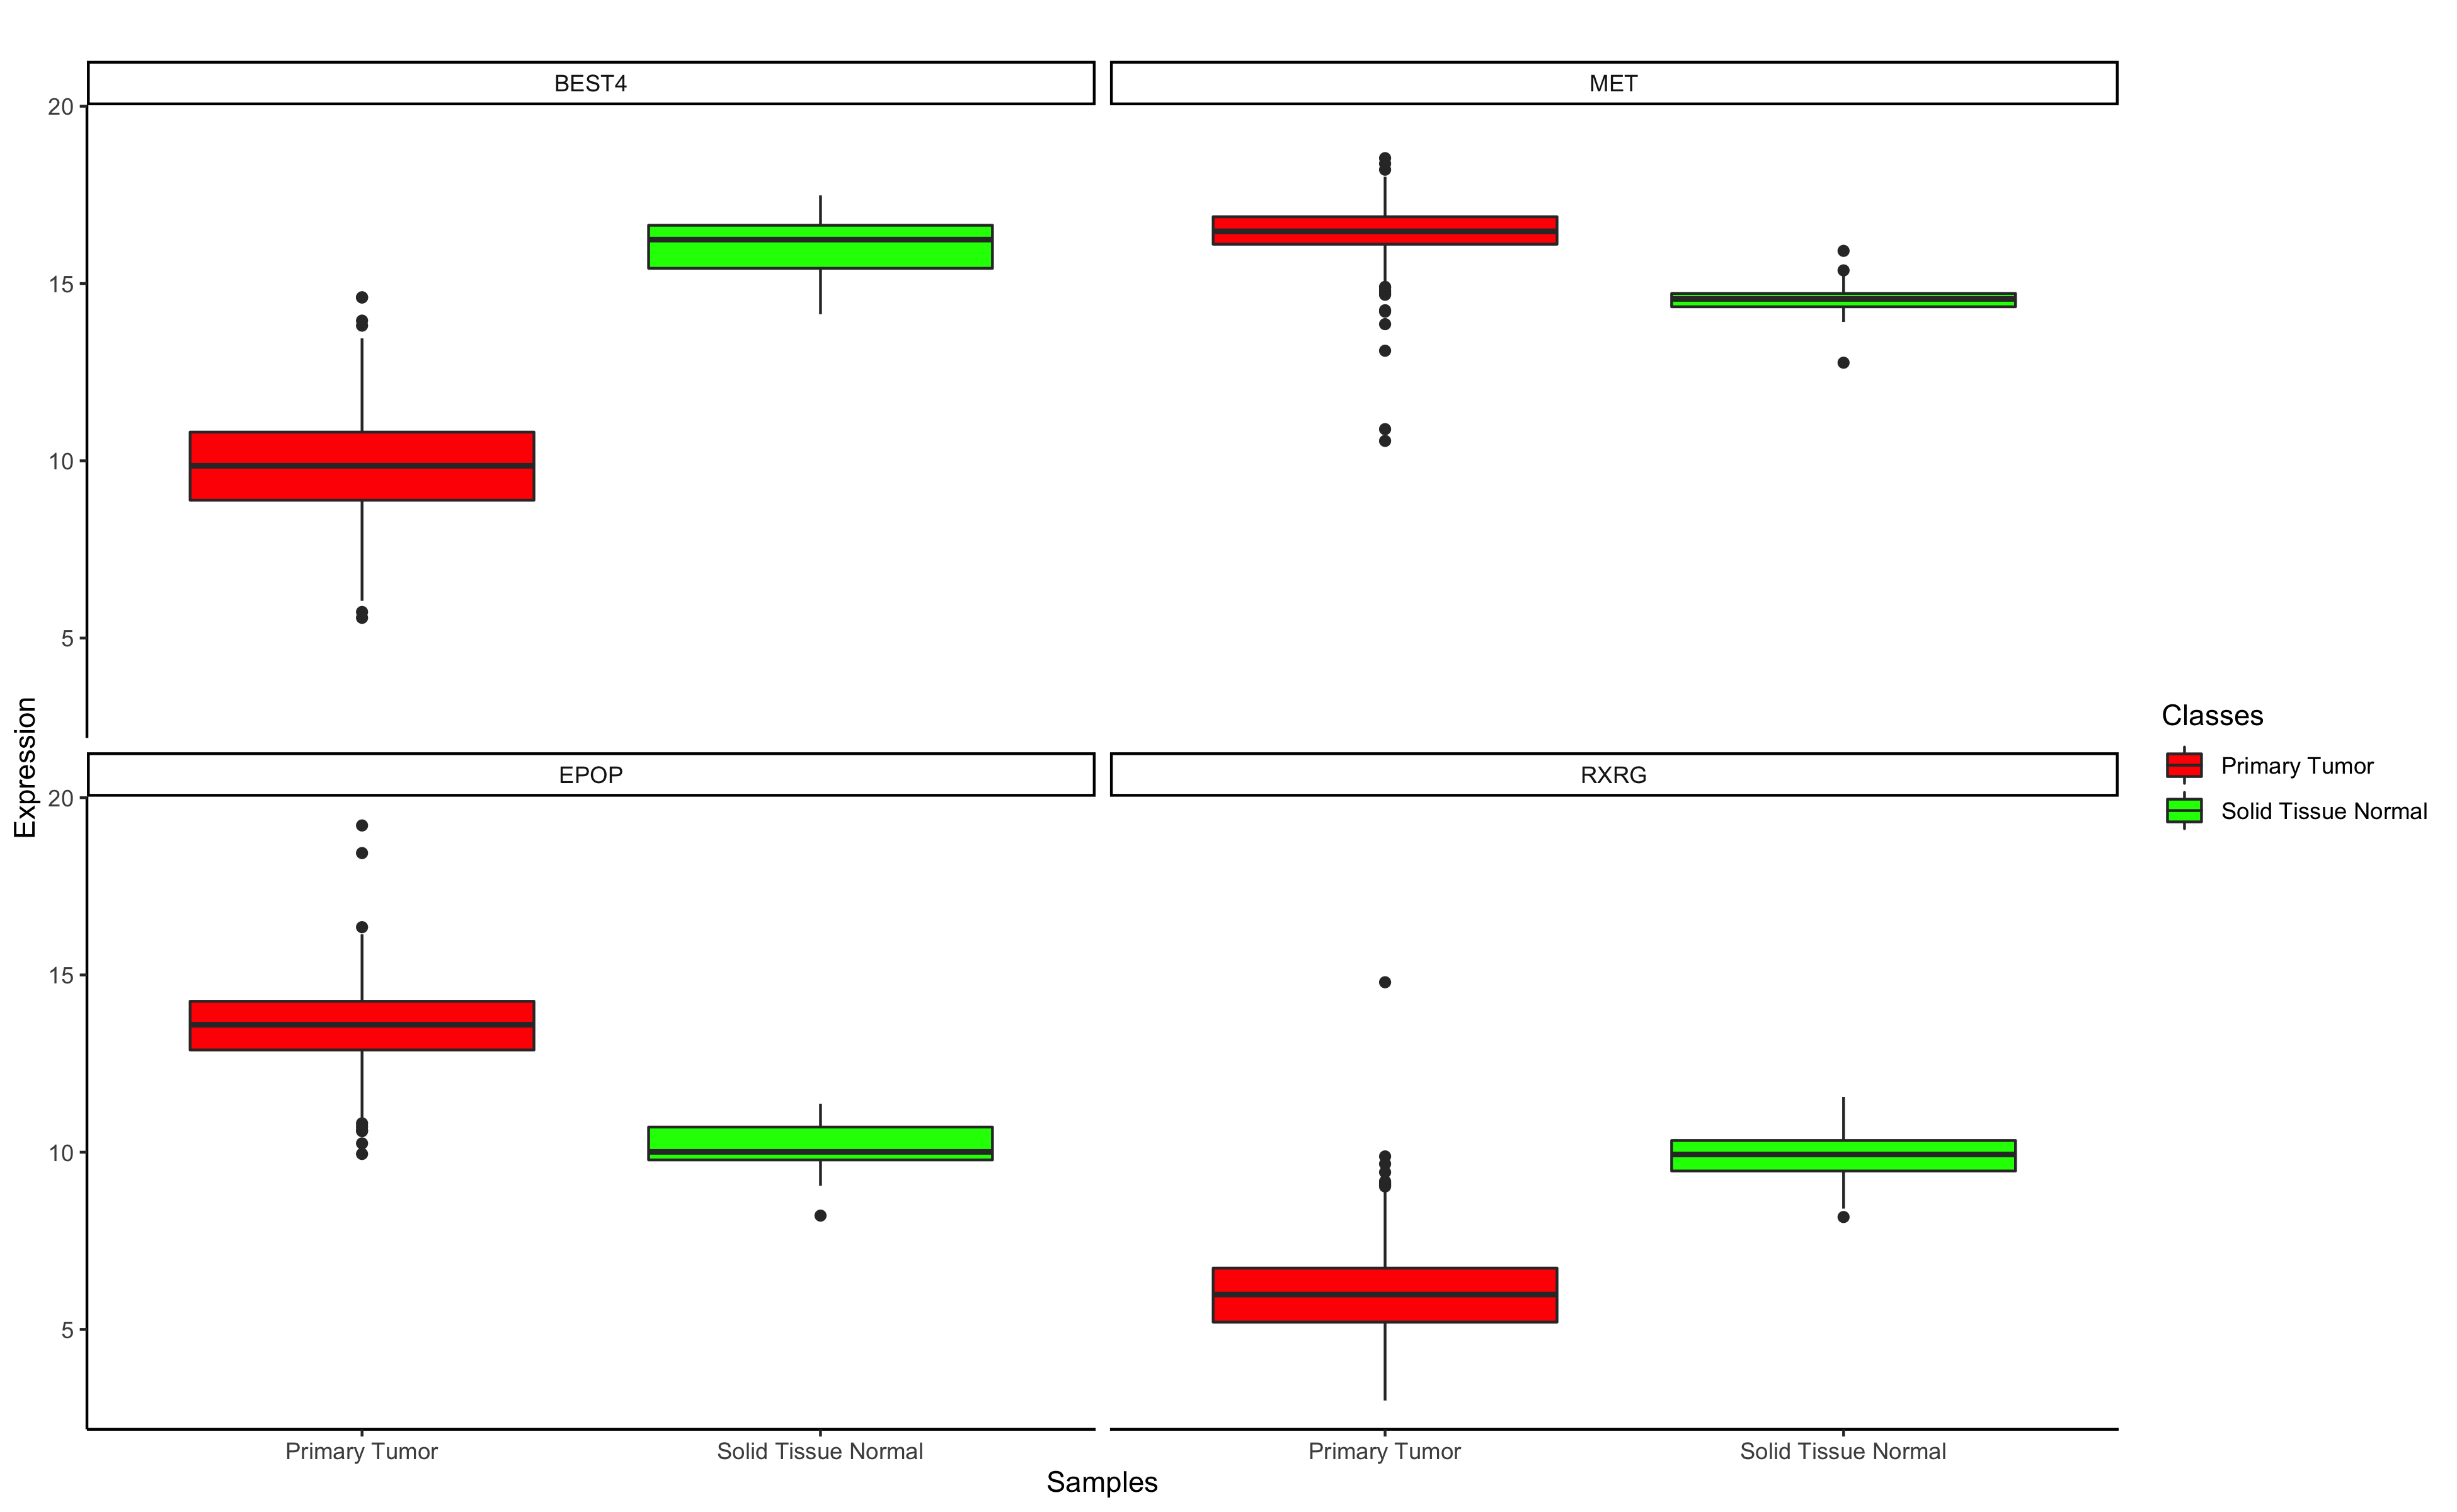 BEST4
MET
20
15
10
5
EPOP
RXRG
20
15
10
5
Expression
Primary Tumor
Solid Tissue Normal
Primary Tumor
Solid Tissue Normal
Samples
Classes
Primary Tumor
Solid Tissue Normal